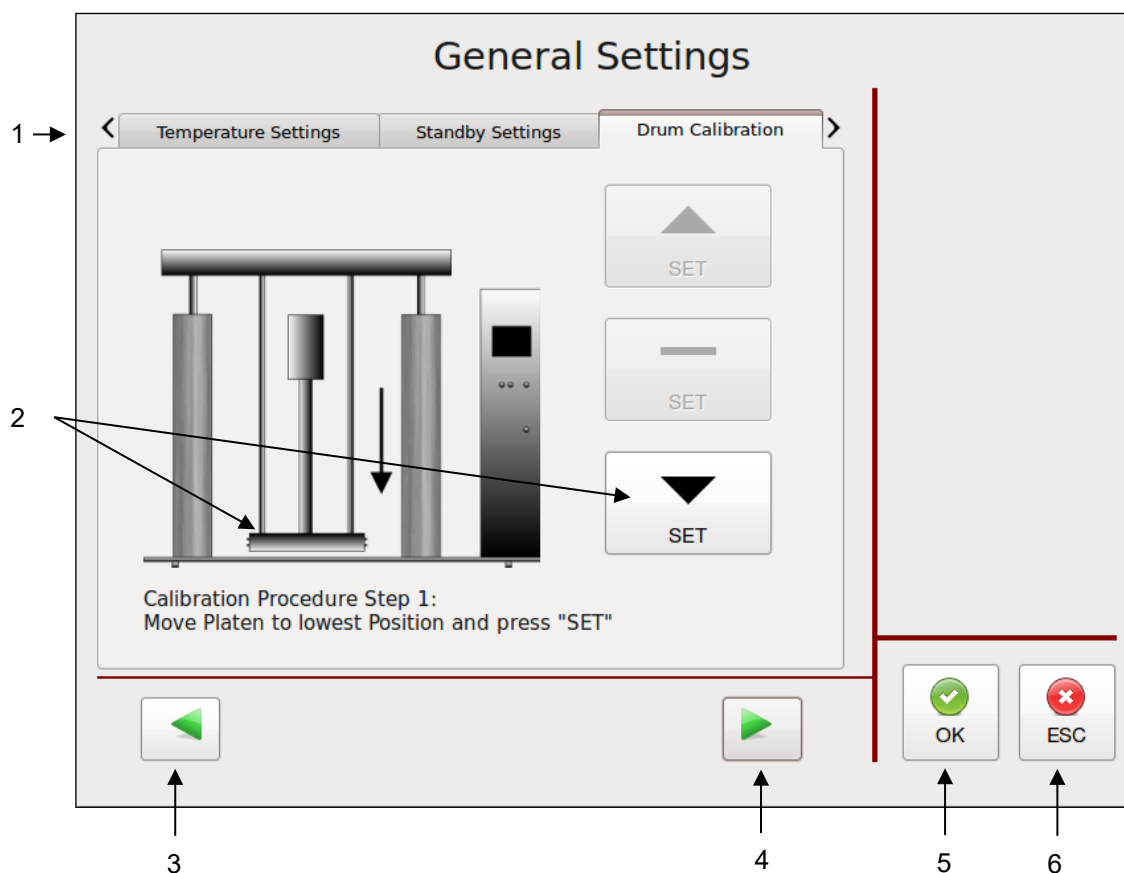 General Settings
1
Temperature Settings
Standby Settings
Drum Calibration
SET
SET
2
SET
Calibration Procedure Step 1:
Move Platen to lowest Position and press "SET"
OK
ESC
3
4
5
6